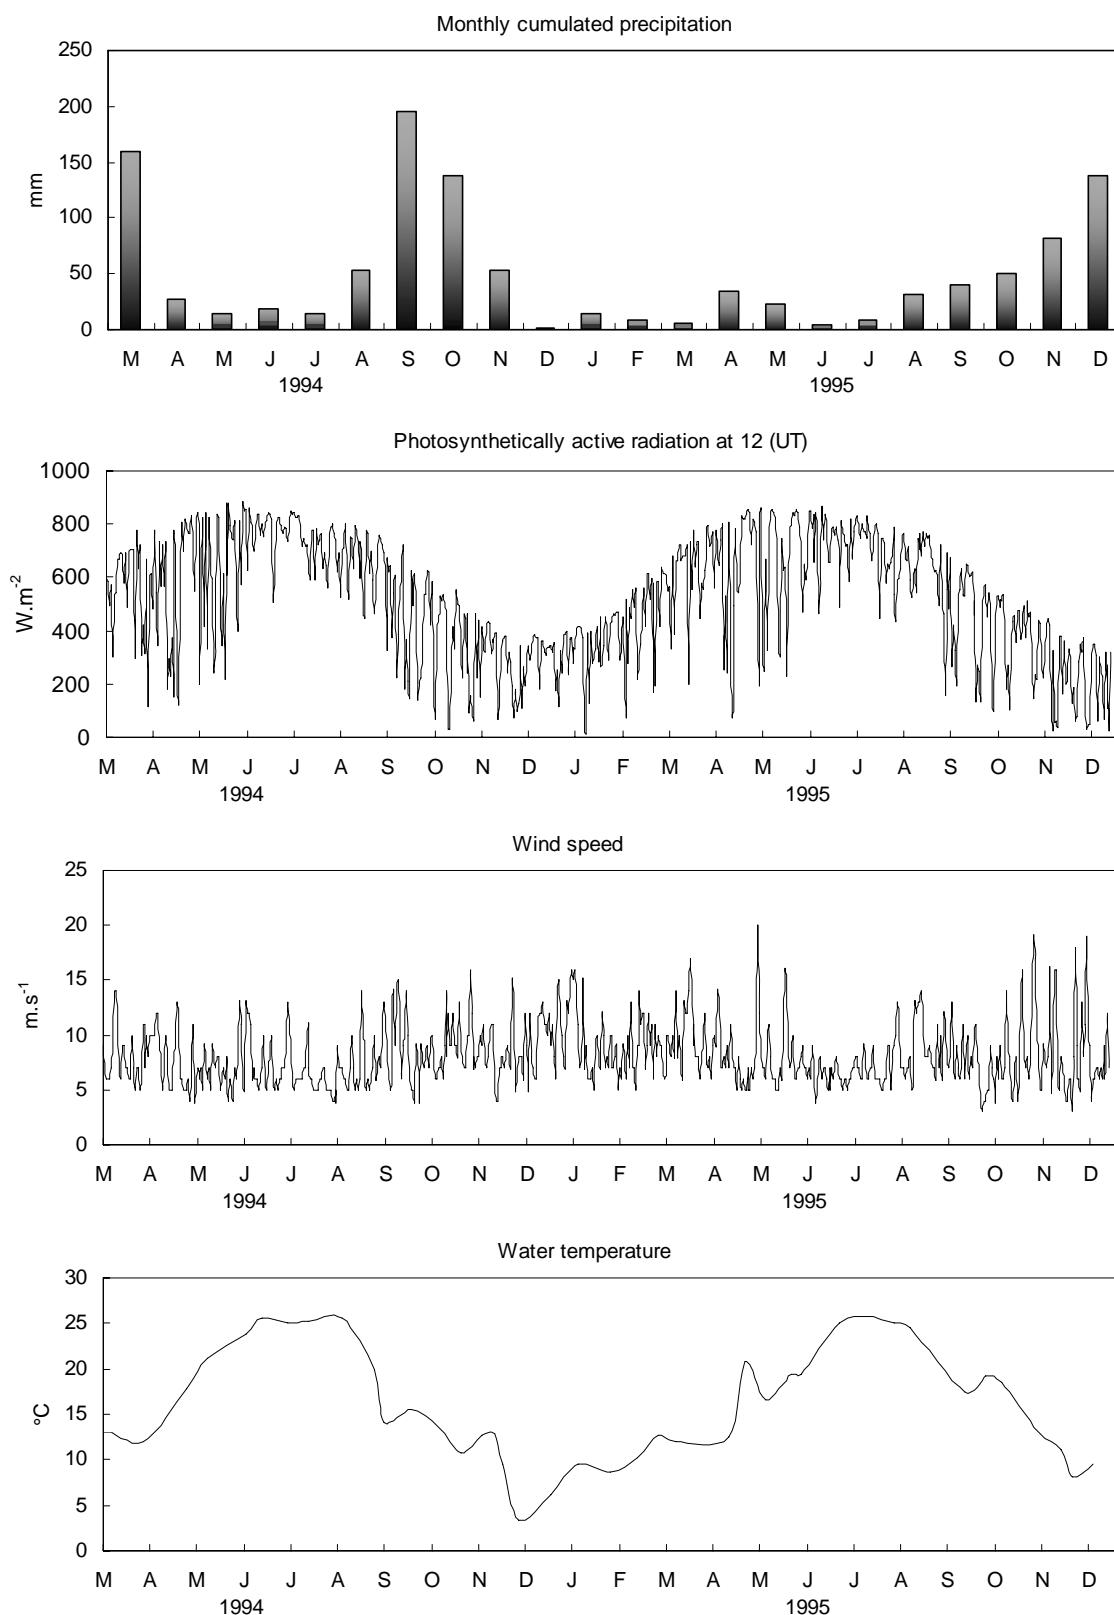 Monthly cumulated precipitation
250
200
150
100
50
0
mm
M A M J J A S O N D J F M A M J J A S O N D
1994 1995
Photosynthetically active radiation at 12 (UT)
1000
800
600
400
200
0
W.m⁻²
M A M J J A S O N D J F M A M J J A S O N D
1994 1995
Wind speed
25
20
15
10
5
0
m.s⁻¹
M A M J J A S O N D J F M A M J J A S O N D
1994 1995
Water temperature
30
25
20
15
10
5
0
°C
M A M J J A S O N D J F M A M J J A S O N D
1994 1995